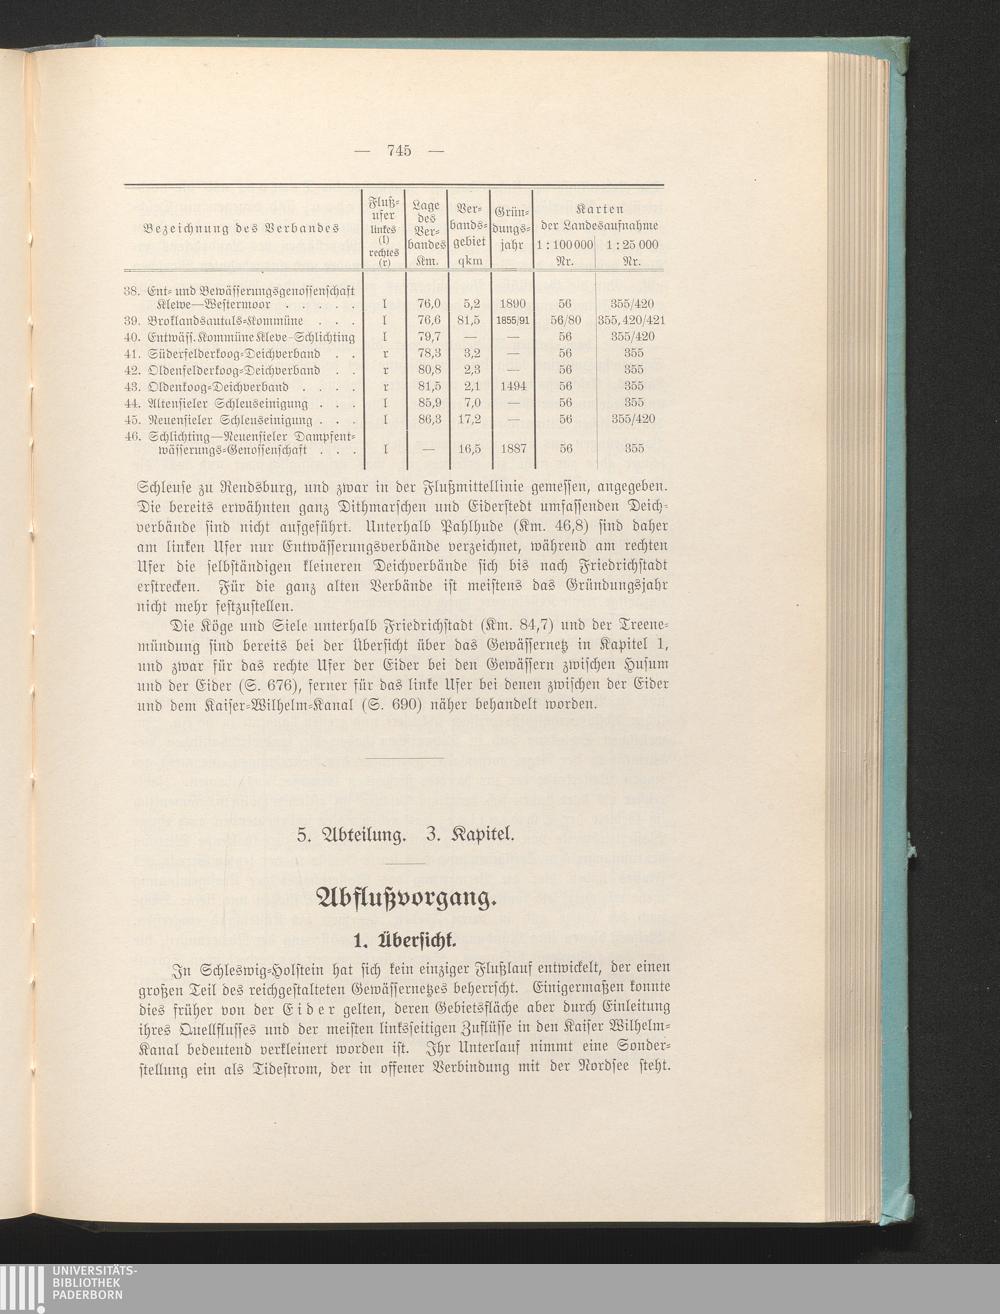 — 745 —
Bezeichnung des Verbandes | Fluß-ufer linkes (l) rechtes (r) | Lage des Ver-bandes Km. | Ver-bands-gebiet qkm | Grün-dungs-jahr | Karten der Landesaufnahme 1 : 100 000 Nr. | 1 : 25 000 Nr.
38. Ent- und Bewässerungsgenossenschaft
Klewe—Westermoor . . . . . l 76,0 5,2 1890 56 355/420
39. Broklandsautals-Kommüne . . . l 76,6 81,5 1855/91 56/80 355, 420/421
40. Entwäss. Kommüne Kleve-Schlichting l 79,7 — — 56 355/420
41. Süderfelderkoog-Deichverband . . r 78,3 3,2 — 56 355
42. Oldenfelderkoog-Deichverband . . r 80,8 2,3 — 56 355
43. Oldenkoog-Deichverband . . . . r 81,5 2,1 1494 56 355
44. Altensieler Schleuseinigung . . . l 85,9 7,0 — 56 355
45. Neuensieler Schleuseinigung . . . l 86,3 17,2 — 56 355/420
46. Schlichting—Neuensieler Dampfent-
wässerungs-Genossenschaft . . . l — 16,5 1887 56 355
Schleuse zu Rendsburg, und zwar in der Flußmittellinie gemessen, angegeben.
Die bereits erwähnten ganz Dithmarschen und Eiderstedt umfassenden Deich-
verbände sind nicht aufgeführt. Unterhalb Pahlhude (Km. 46,8) sind daher
am linken Ufer nur Entwässerungsverbände verzeichnet, während am rechten
Ufer die selbständigen kleineren Deichverbände sich bis nach Friedrichstadt
erstrecken. Für die ganz alten Verbände ist meistens das Gründungsjahr
nicht mehr festzustellen.
Die Köge und Siele unterhalb Friedrichstadt (Km. 84,7) und der Treene-
mündung sind bereits bei der Übersicht über das Gewässernetz in Kapitel 1,
und zwar für das rechte Ufer der Eider bei den Gewässern zwischen Husum
und der Eider (S. 676), ferner für das linke Ufer bei denen zwischen der Eider
und dem Kaiser-Wilhelm-Kanal (S. 690) näher behandelt worden.
5. Abteilung. 3. Kapitel.
Abflußvorgang.
1. Übersicht.
In Schleswig-Holstein hat sich kein einziger Flußlauf entwickelt, der einen
großen Teil des reichgestalteten Gewässernetzes beherrscht. Einigermaßen konnte
dies früher von der Eider gelten, deren Gebietsfläche aber durch Einleitung
ihres Quellflusses und der meisten linksseitigen Zuflüsse in den Kaiser Wilhelm-
Kanal bedeutend verkleinert worden ist. Ihr Unterlauf nimmt eine Sonder-
stellung ein als Tidestrom, der in offener Verbindung mit der Nordsee steht.
UNIVERSITÄTS-
BIBLIOTHEK
PADERBORN